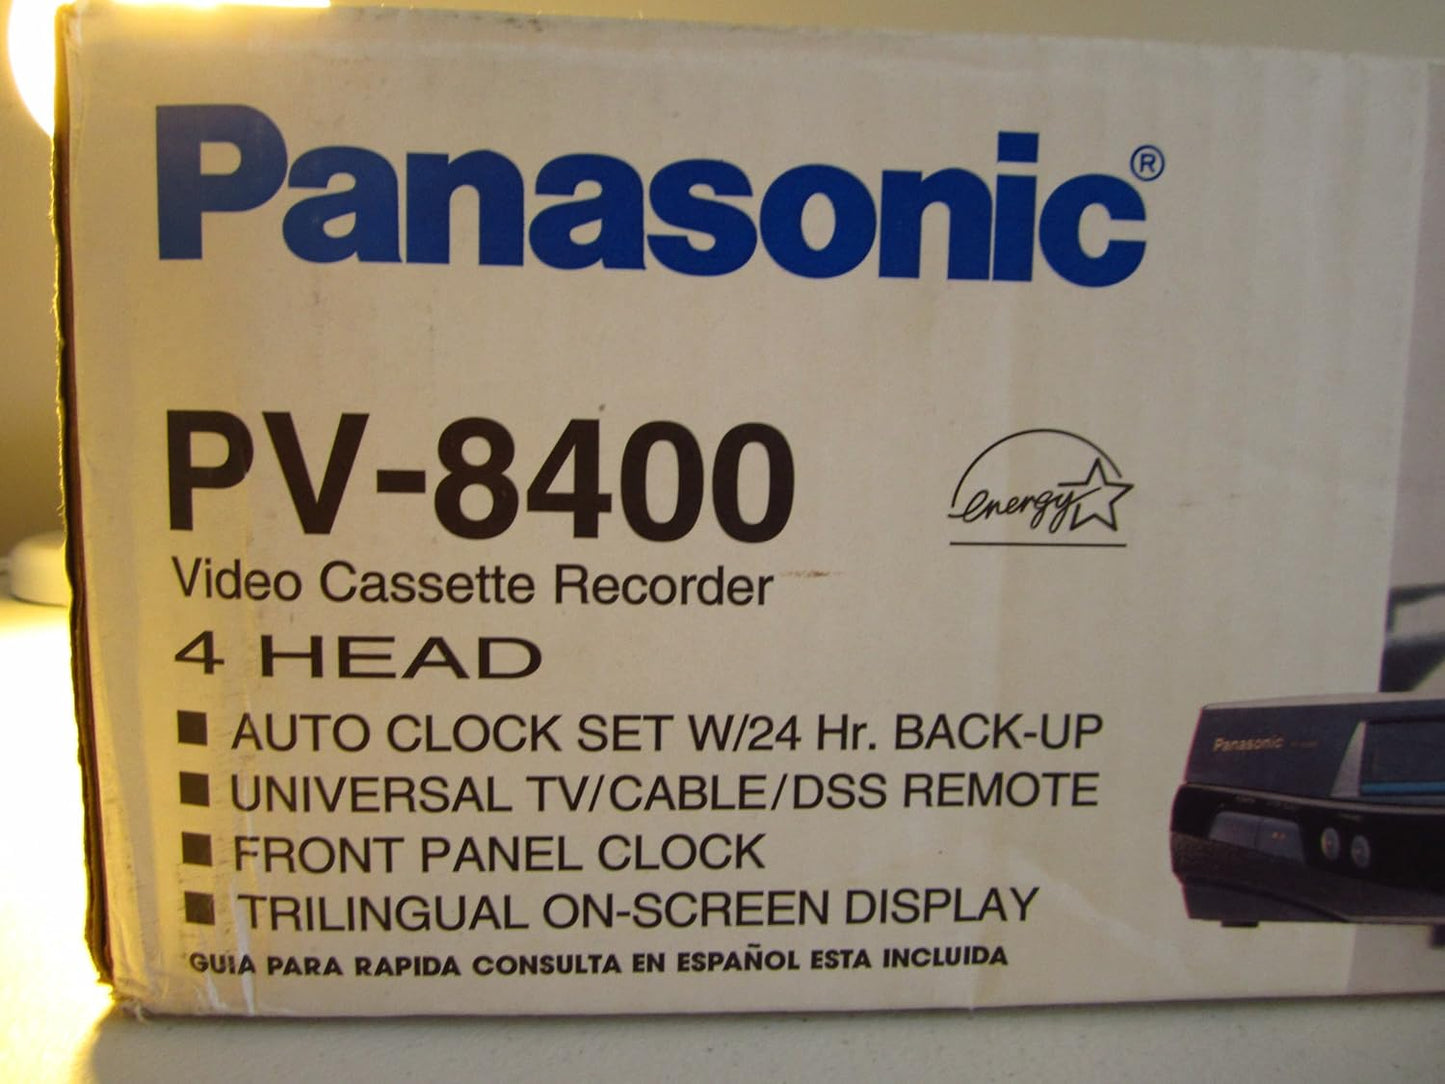 Panasonic®
PV-8400
energy
Video Cassette Recorder
4 HEAD
■ AUTO CLOCK SET W/24 Hr. BACK-UP
■ UNIVERSAL TV/CABLE/DSS REMOTE
■ FRONT PANEL CLOCK
■ TRILINGUAL ON-SCREEN DISPLAY
GUIA PARA RAPIDA CONSULTA EN ESPAÑOL ESTA INCLUIDA
Panasonic